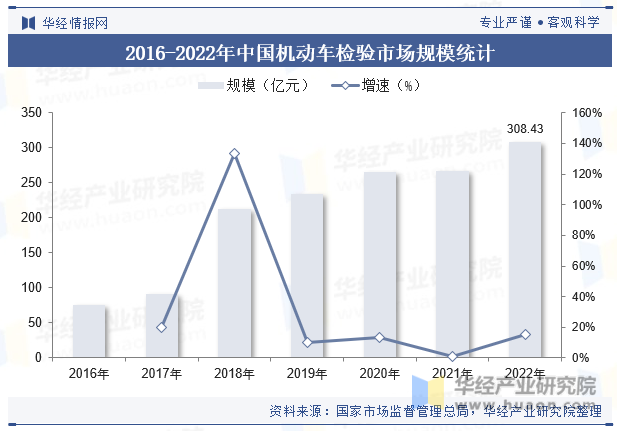 华经情报网
专业严谨 • 客观科学
2016-2022年中国机动车检验市场规模统计
规模（亿元） 增速（%）
350
300
250
200
150
100
50
0
160%
140%
120%
100%
80%
60%
40%
20%
0%
308.43
2016年 2017年 2018年 2019年 2020年 2021年 2022年
华经产业研究院
www.huaon.com
资料来源：国家市场监督管理总局，华经产业研究院整理